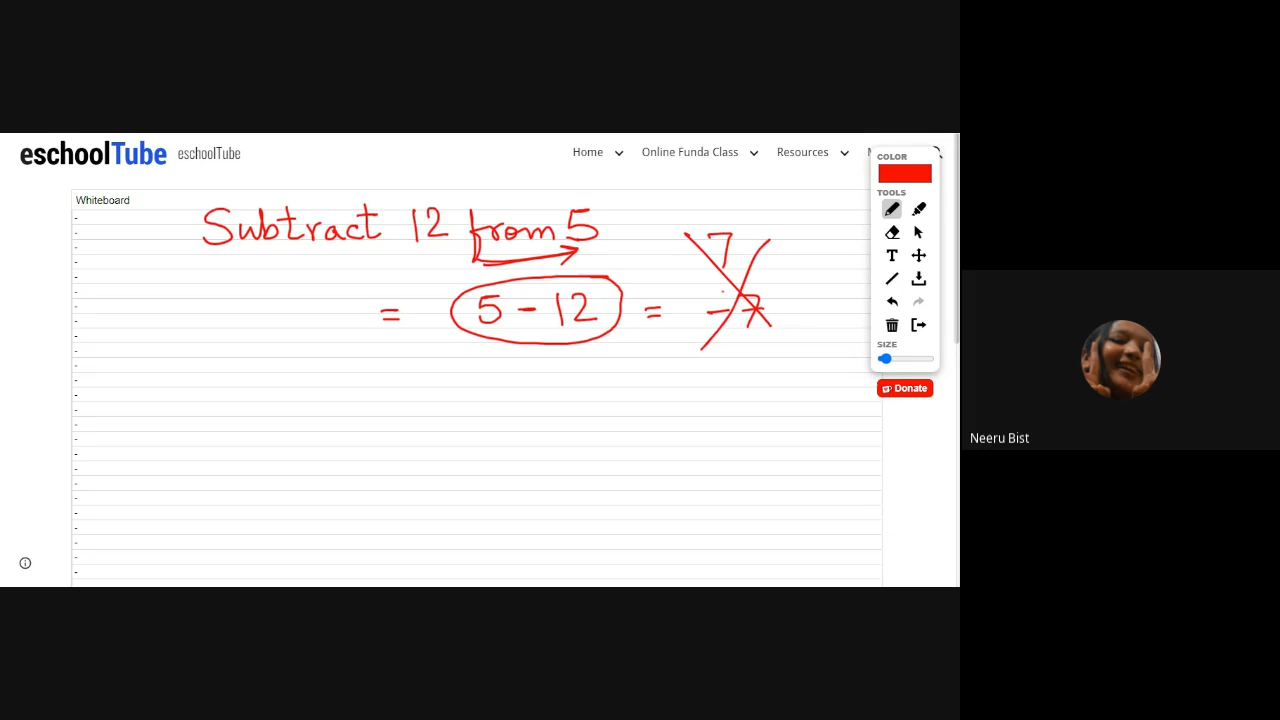 eschoolTube eschoolTube Home Online Funda Class Resources
COLOR
Whiteboard
TOOLS
Subtract 12 from 5
7
= 5 - 12 = -7
T
SIZE
Donate
Neeru Bist